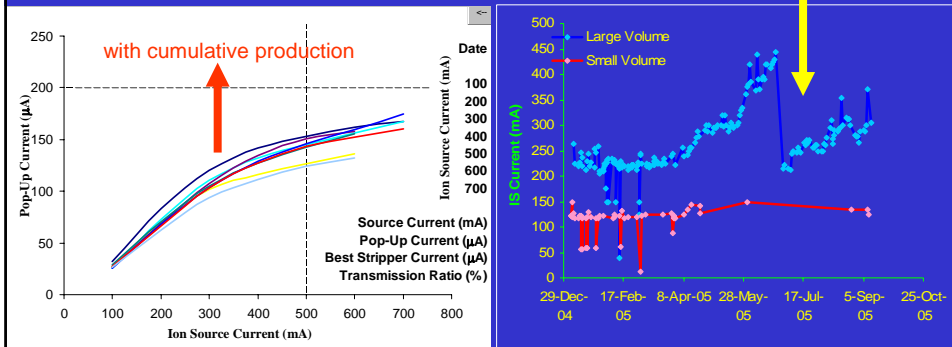 <--
250
200
150
100
50
0
Pop-Up Current (µA)
with cumulative production
0 100 200 300 400 500 600 700 800
Ion Source Current (mA)
Ion Source Current (mA)
Date
100
200
300
400
500
600
700
Source Current (mA)
Pop-Up Current (µA)
Best Stripper Current (µA)
Transmission Ratio (%)
500
450
400
350
300
250
200
150
100
50
0
IS Current (mA)
Large Volume
Small Volume
29-Dec-04
17-Feb-05
8-Apr-05
28-May-05
17-Jul-05
5-Sep-05
25-Oct-05